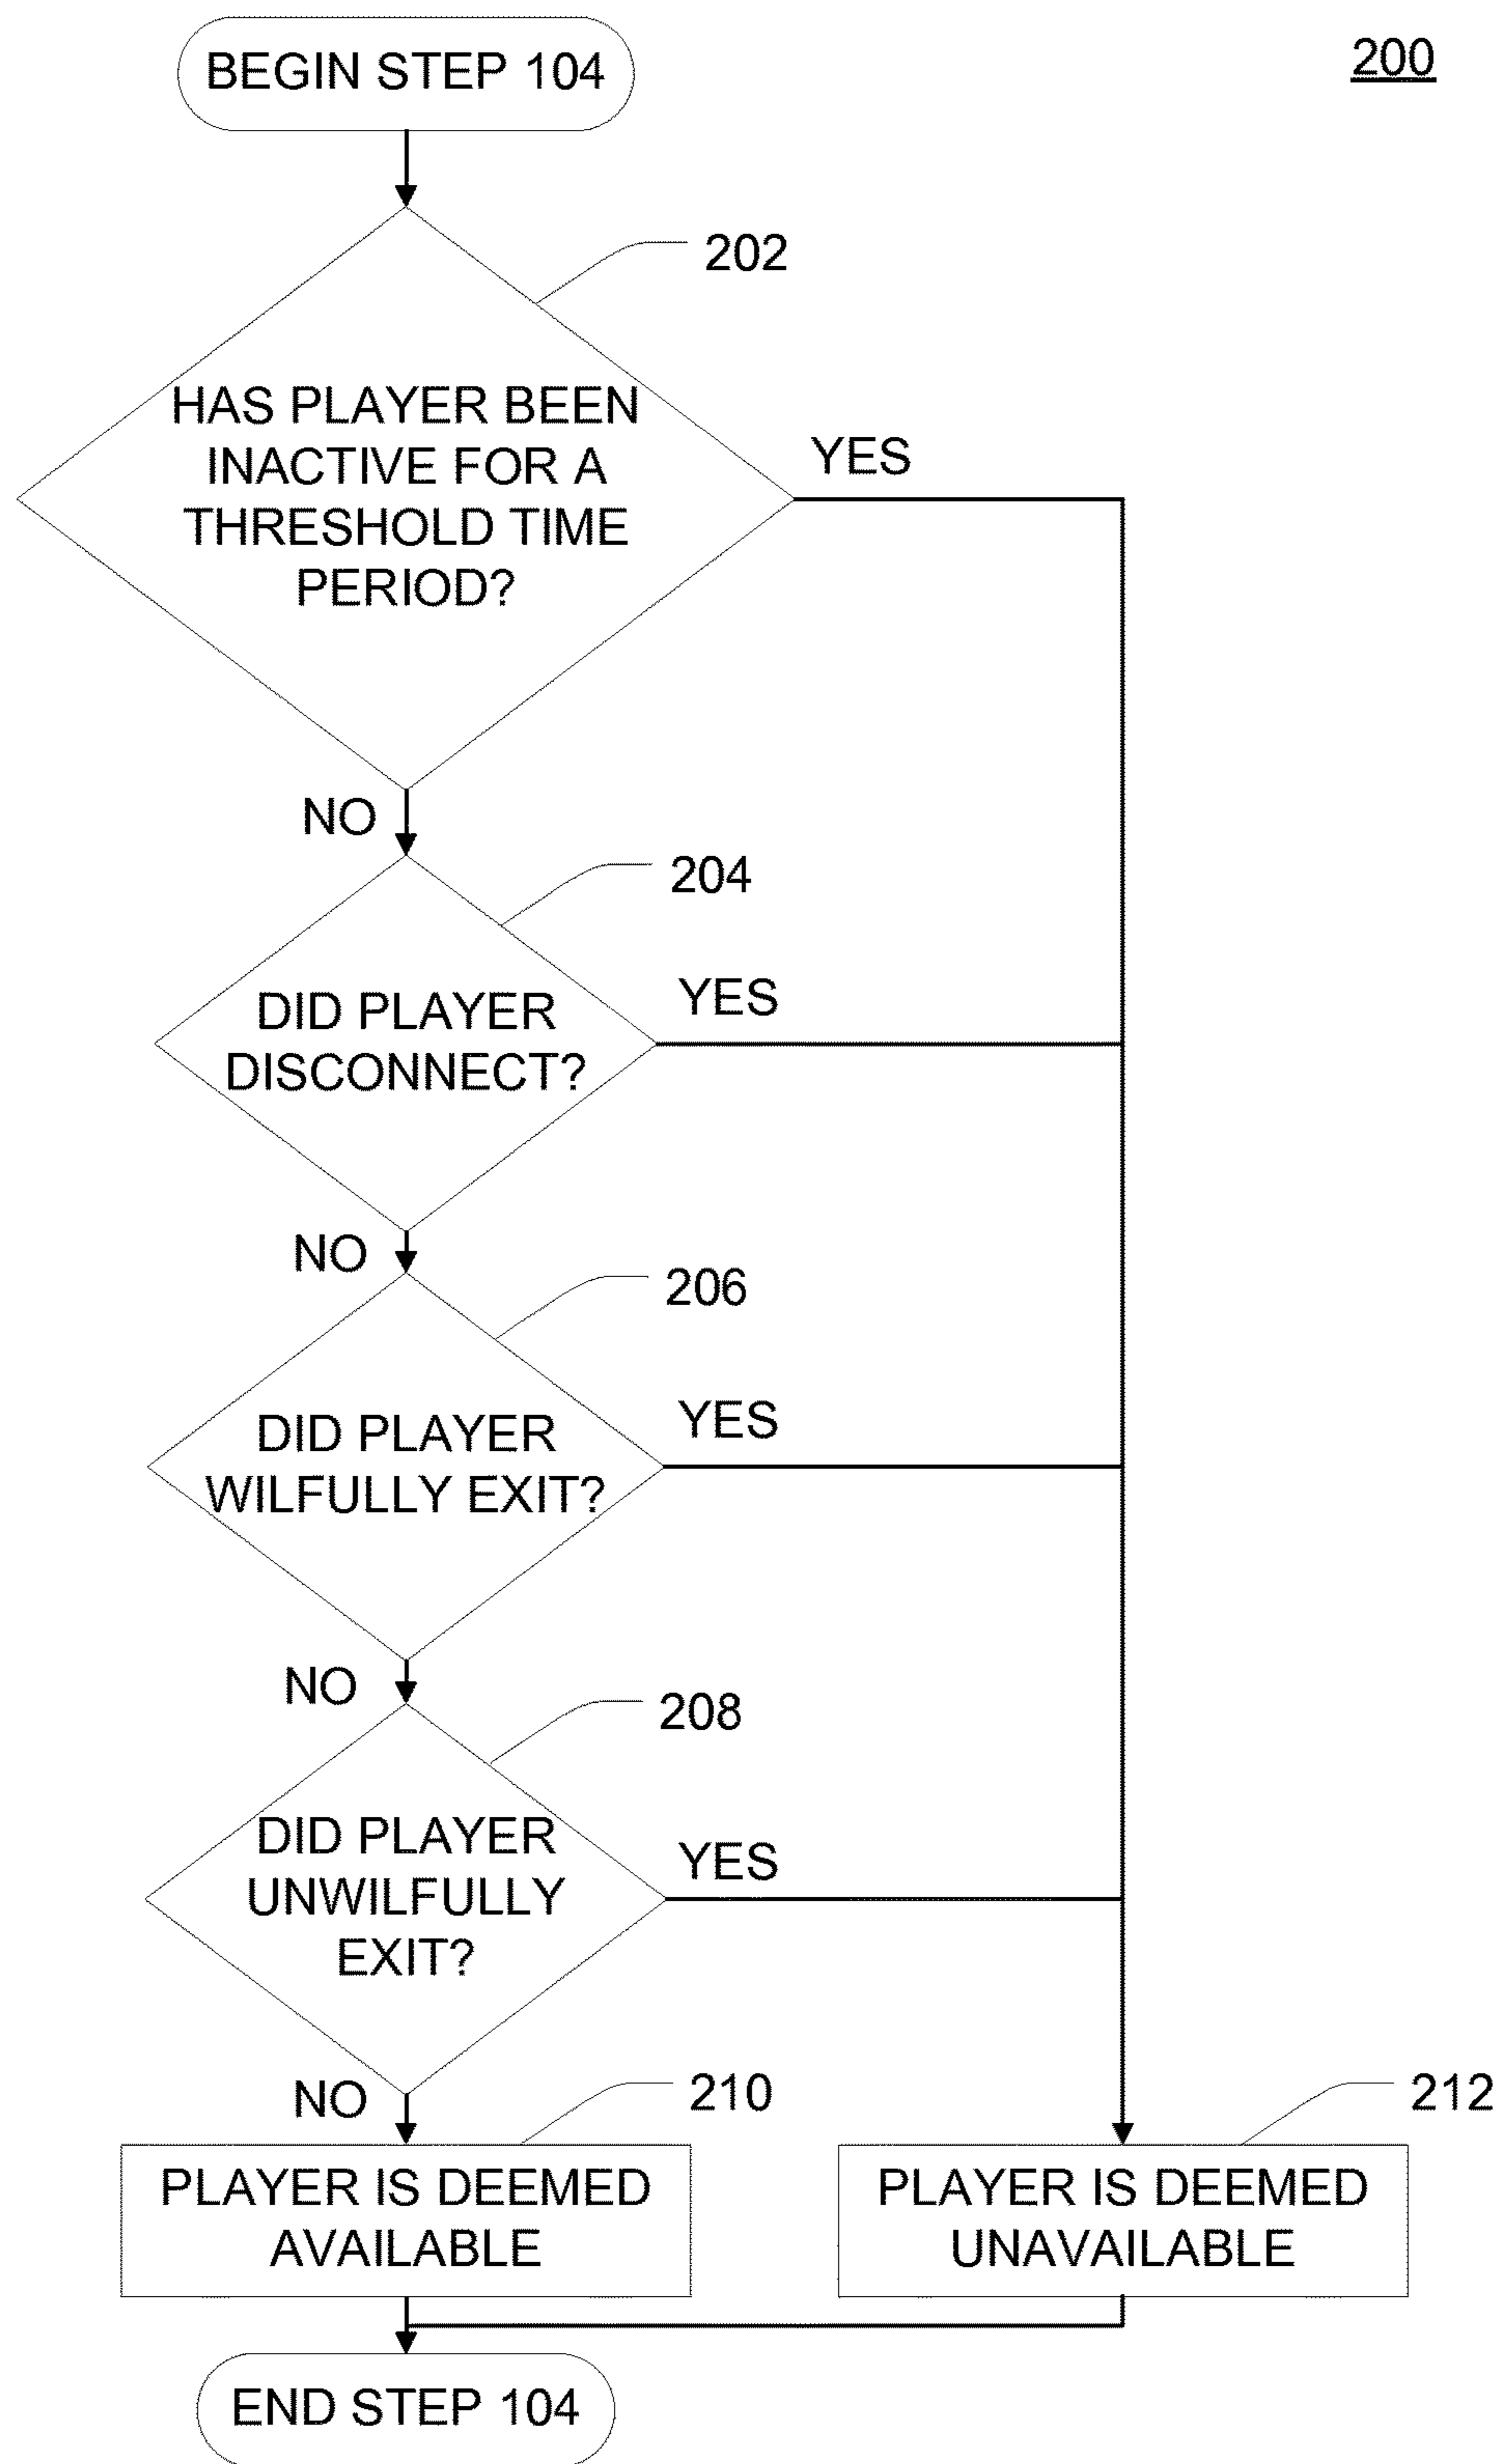 BEGIN STEP 104
200
202
HAS PLAYER BEEN
INACTIVE FOR A
THRESHOLD TIME
PERIOD?
YES
NO
204
DID PLAYER
DISCONNECT?
YES
NO
206
DID PLAYER
WILFULLY EXIT?
YES
NO
208
DID PLAYER
UNWILFULLY
EXIT?
YES
NO
210
PLAYER IS DEEMED
AVAILABLE
212
PLAYER IS DEEMED
UNAVAILABLE
END STEP 104